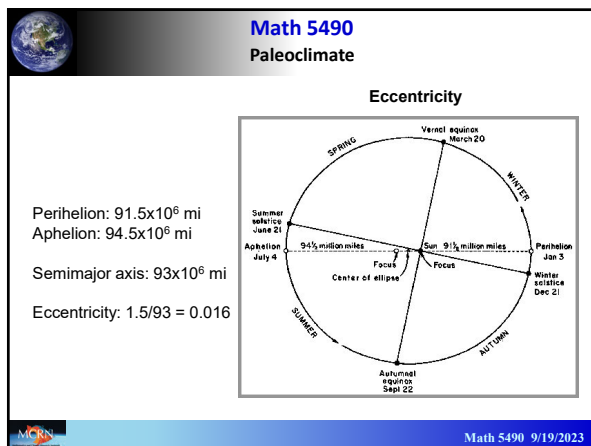 Math 5490
Paleoclimate
Eccentricity
Perihelion: 91.5x10⁶ mi
Aphelion: 94.5x10⁶ mi
Semimajor axis: 93x10⁶ mi
Eccentricity: 1.5/93 = 0.016
Vernal equinox
March 20
SPRING
WINTER
Summer
solstice
June 21
Aphelion
July 4
94½ million miles
Sun
91½ million miles
Perihelion
Jan 3
Focus
Focus
Center of ellipse
Winter
solstice
Dec 21
SUMMER
AUTUMN
Autumnal
equinox
Sept 22
MCRN
Math 5490 9/19/2023